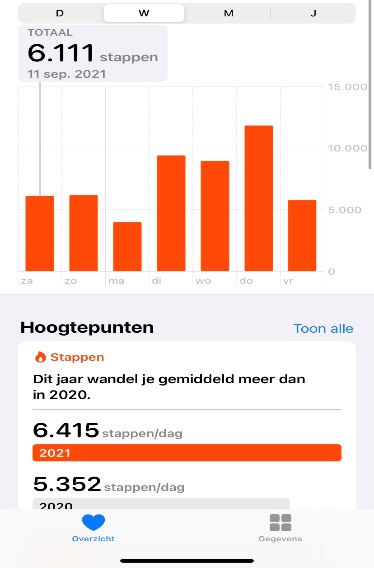 D W M J
TOTAAL
6.111 stappen
11 sep. 2021
15.000
10.000
5.000
0
za zo ma di wo do vr
Hoogtepunten Toon alle
Stappen
Dit jaar wandel je gemiddeld meer dan
in 2020.
6.415 stappen/dag
2021
5.352 stappen/dag
2020
Overzicht Gegevens